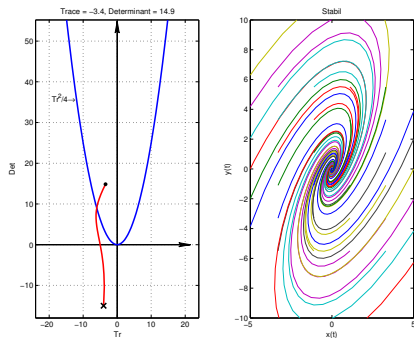 Trace = −3.4, Determinant = 14.9
Tr²/4→
Det
50
40
30
20
10
0
−10
−20 −10 0 10 20
Tr
Stabil
y(t)
10
8
6
4
2
0
−2
−4
−6
−8
−10
−5 0 5
x(t)